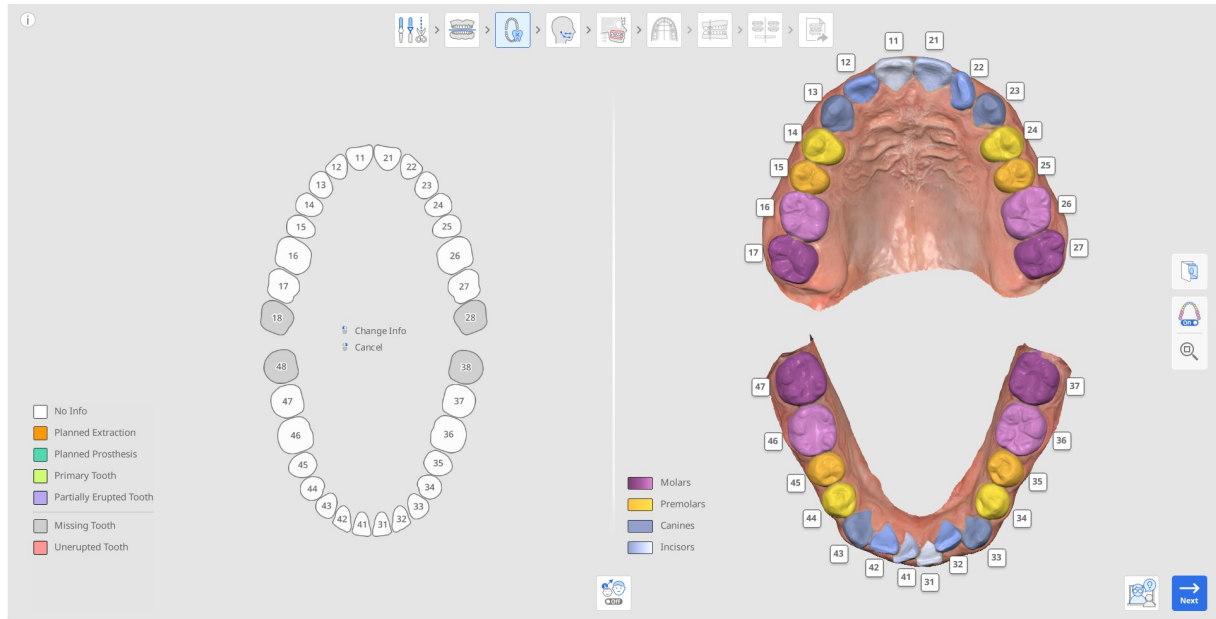 11 21
12 22
13 23
14 24
15 25
16 26
17 27
18 28
Change Info
Cancel
48 38
47 37
46 36
45 35
44 34
43 33
42 41 31 32
No Info
Planned Extraction
Planned Prosthesis
Primary Tooth
Partially Erupted Tooth
Missing Tooth
Unerupted Tooth
11 21
12 22
13 23
14 24
15 25
16 26
17 27
47 37
46 36
45 35
44 34
43 33
42 32
41 31
Molars
Premolars
Canines
Incisors
ON
OFF
Next